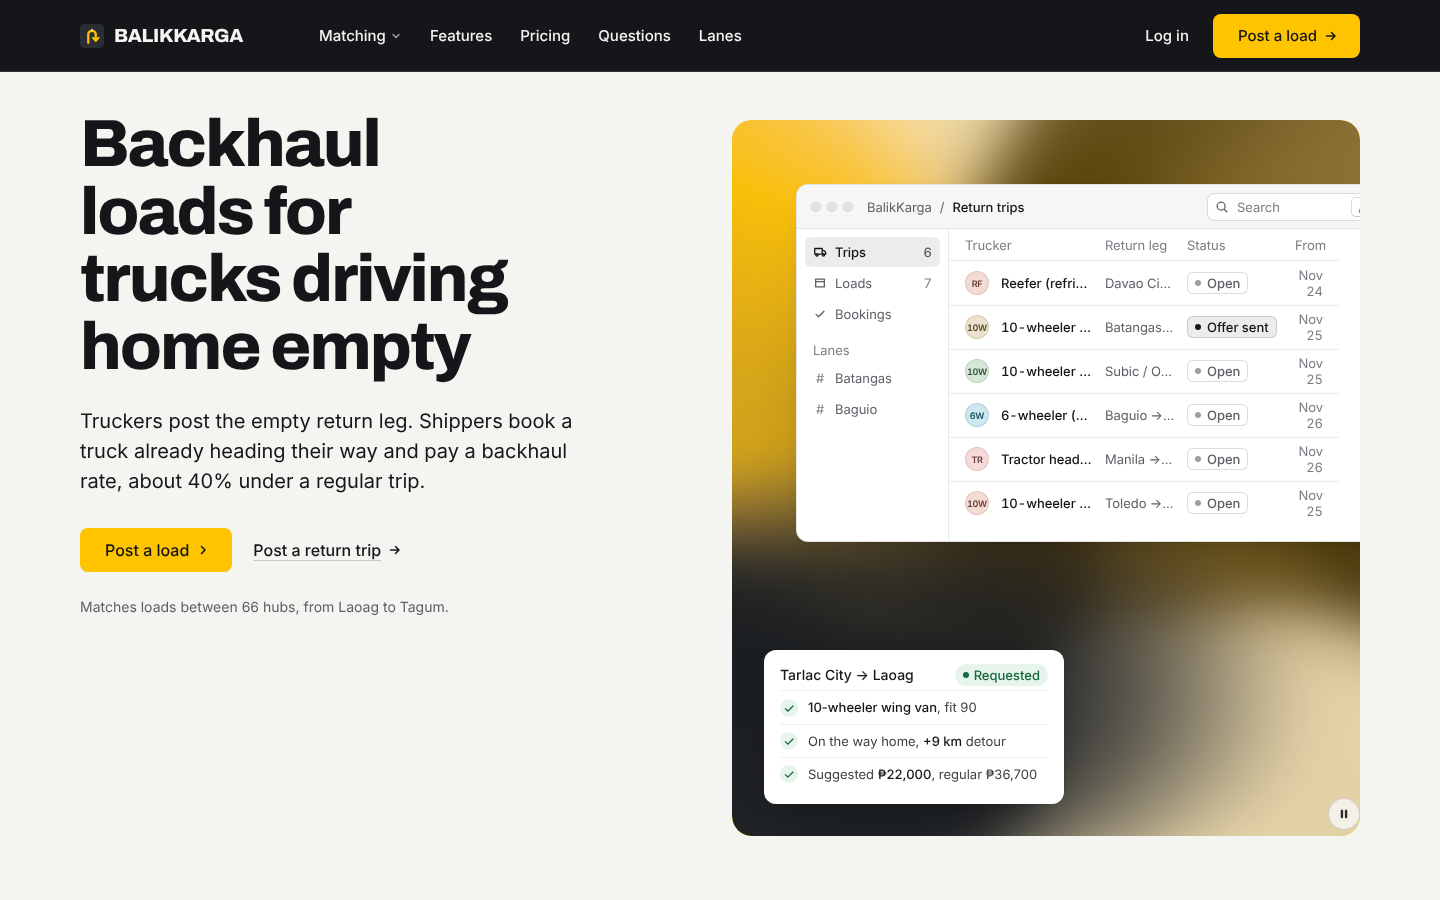 BALIKKARGA
Matching
Features
Pricing
Questions
Lanes
Log in
Post a load →
Backhaul
loads for
trucks driving
home empty
Truckers post the empty return leg. Shippers book a
truck already heading their way and pay a backhaul
rate, about 40% under a regular trip.
Post a load
Post a return trip →
Matches loads between 66 hubs, from Laoag to Tagum.
BalikKarga / Return trips
Search
Trips 6
Loads 7
Bookings
Lanes
# Batangas
# Baguio
Trucker Return leg Status From
RF Reefer (refri... Davao Ci... Open Nov 24
10W 10-wheeler ... Batangas... Offer sent Nov 25
10W 10-wheeler ... Subic / O... Open Nov 25
6W 6-wheeler (... Baguio →... Open Nov 26
TR Tractor head... Manila →... Open Nov 26
10W 10-wheeler ... Toledo →... Open Nov 25
Tarlac City → Laoag Requested
10-wheeler wing van, fit 90
On the way home, +9 km detour
Suggested ₱22,000, regular ₱36,700